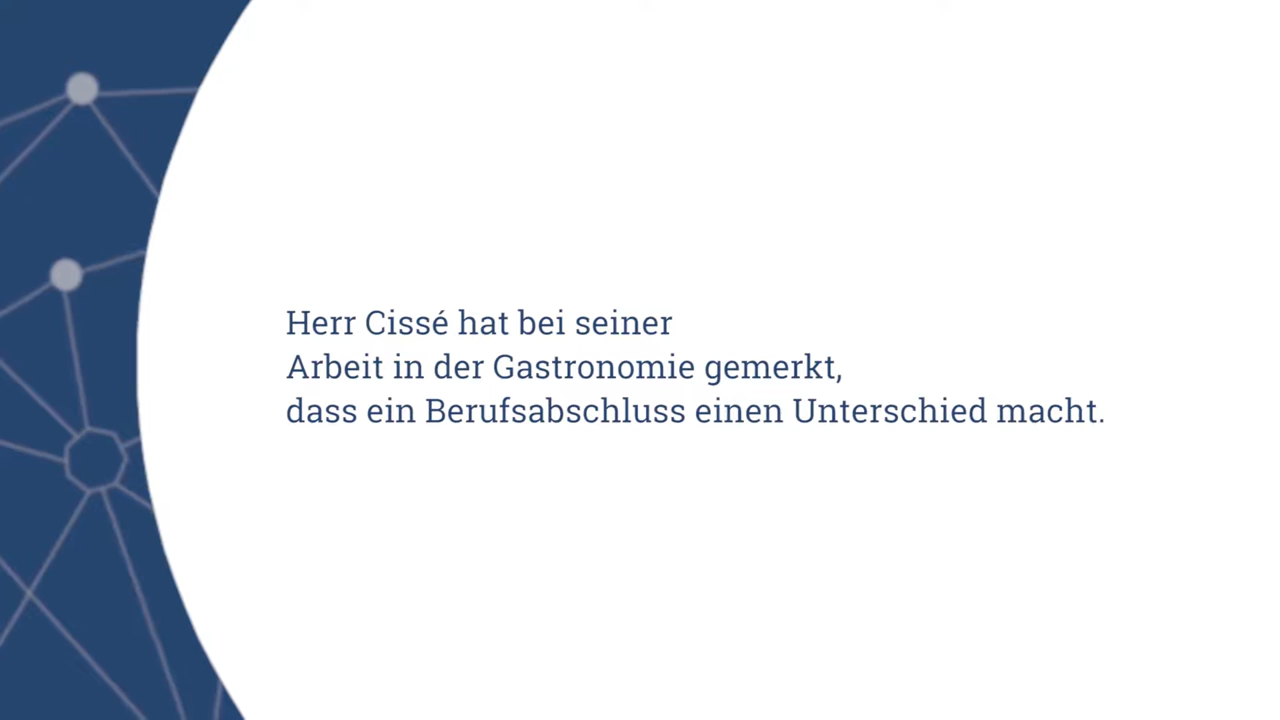 Herr Cissé hat bei seiner
Arbeit in der Gastronomie gemerkt,
dass ein Berufsabschluss einen Unterschied macht.